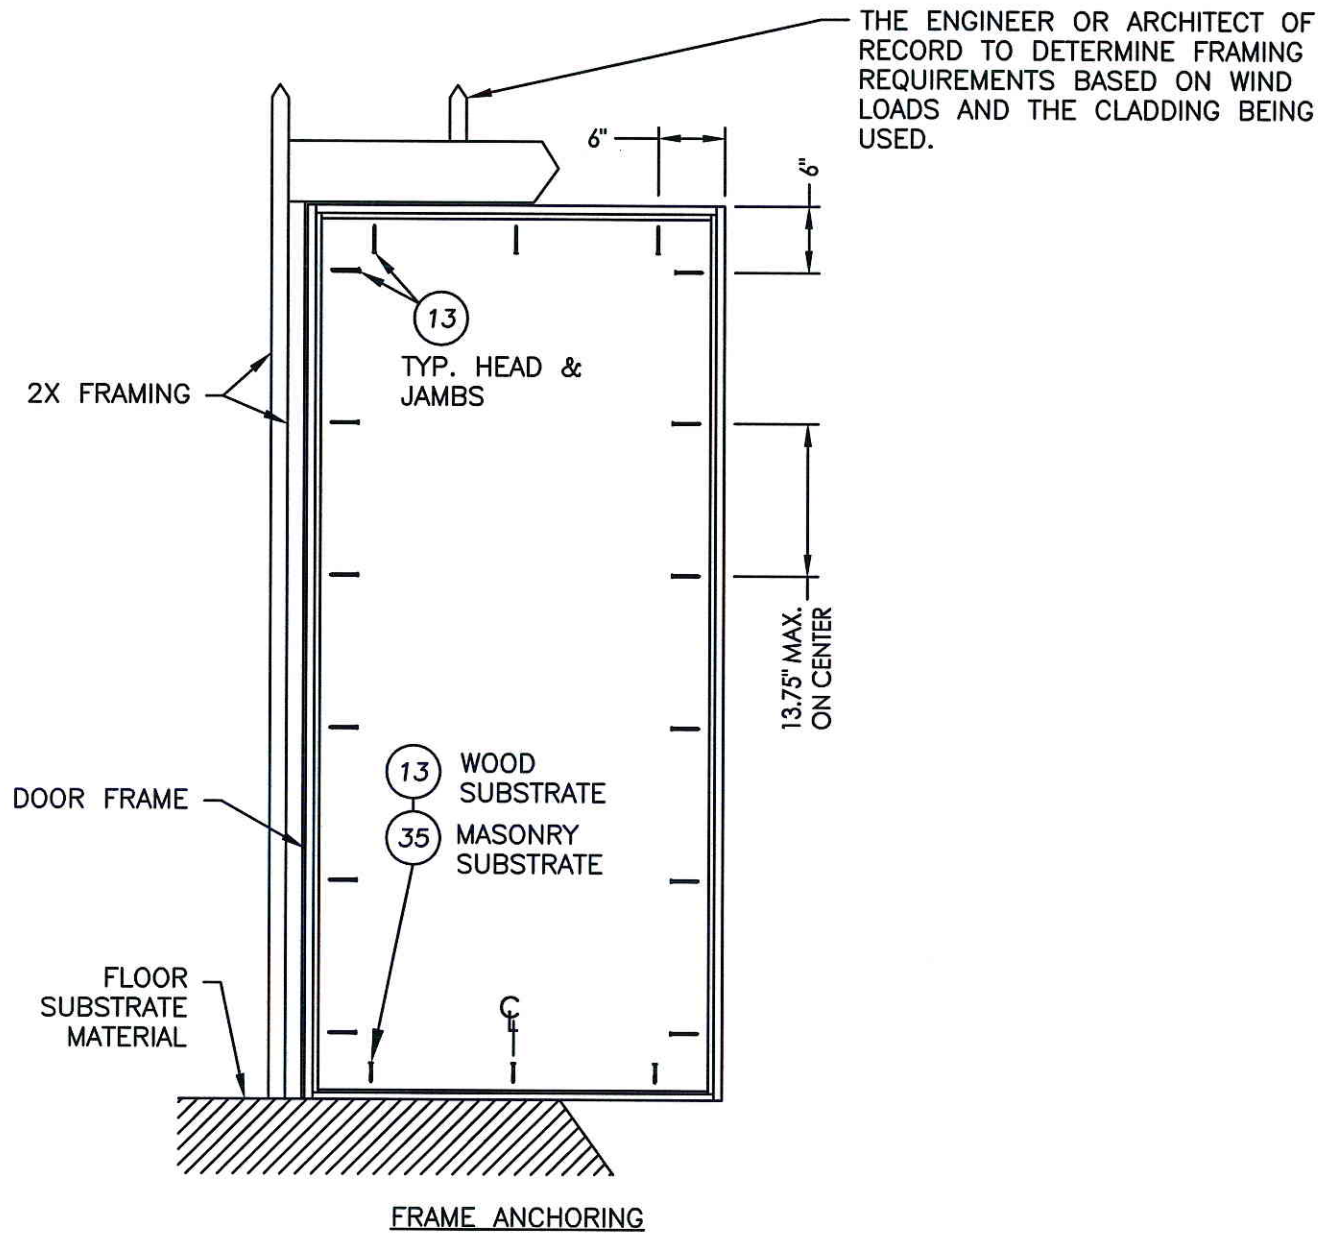 THE ENGINEER OR ARCHITECT OF
RECORD TO DETERMINE FRAMING
REQUIREMENTS BASED ON WIND
LOADS AND THE CLADDING BEING
USED.
6"
6"
13
TYP. HEAD &
JAMBS
2X FRAMING
13.75" MAX.
ON CENTER
13 WOOD
SUBSTRATE
DOOR FRAME
35 MASONRY
SUBSTRATE
FLOOR
SUBSTRATE
MATERIAL
℄
FRAME ANCHORING